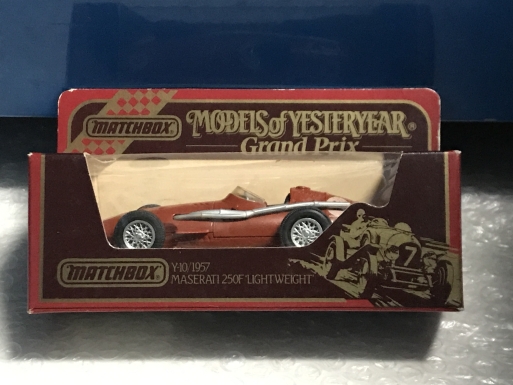 MATCHBOX
MODELS of YESTERYEAR®
Grand Prix
MATCHBOX
Y-10/1957
MASERATI 250F 'LIGHTWEIGHT'
7